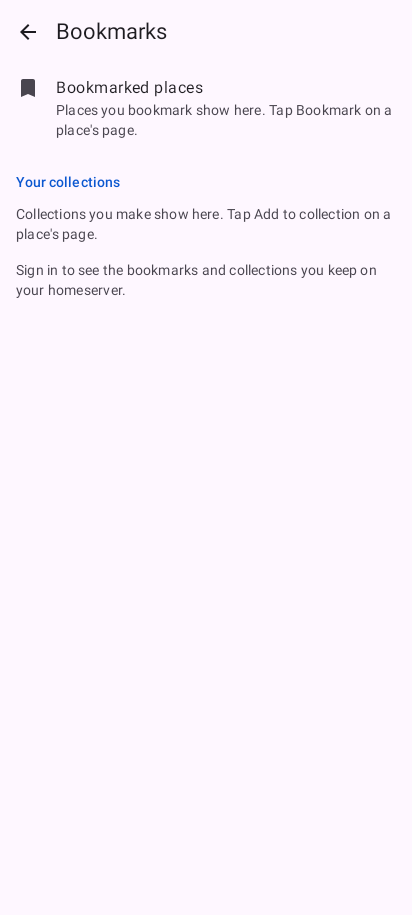 Bookmarks
Bookmarked places
Places you bookmark show here. Tap Bookmark on a
place's page.
Your collections
Collections you make show here. Tap Add to collection on a
place's page.
Sign in to see the bookmarks and collections you keep on
your homeserver.